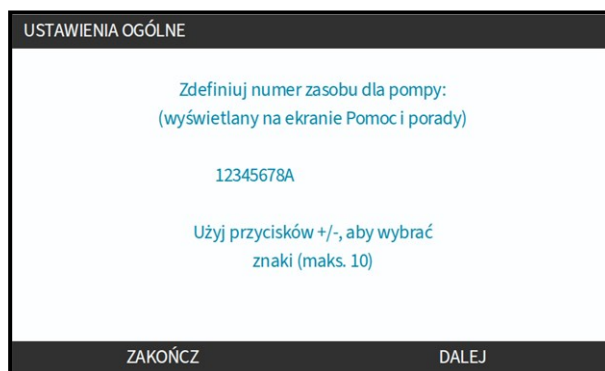 USTAWIENIA OGÓLNE
Zdefiniuj numer zasobu dla pompy:
(wyświetlany na ekranie Pomoc i porady)
12345678A
Użyj przycisków +/-, aby wybrać
znaki (maks. 10)
ZAKOŃCZ DALEJ